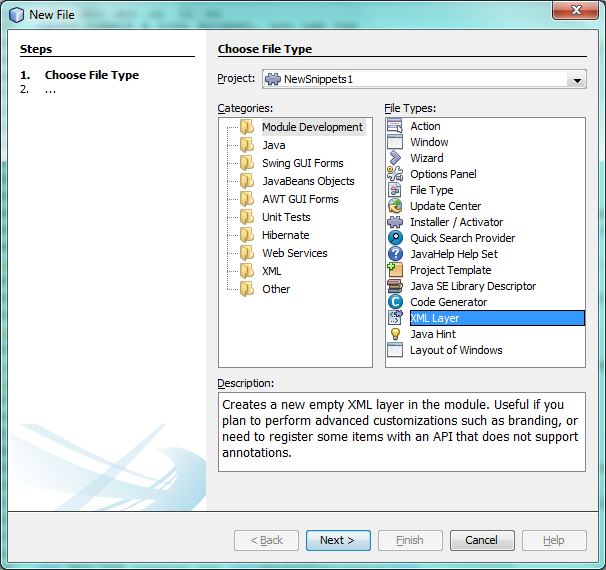 New File
Steps
1. Choose File Type
2. ...
Choose File Type
Project: NewSnippets1
Categories:
Module Development
Java
Swing GUI Forms
JavaBeans Objects
AWT GUI Forms
Unit Tests
Hibernate
Web Services
XML
Other
File Types:
Action
Window
Wizard
Options Panel
File Type
Update Center
Installer / Activator
Quick Search Provider
JavaHelp Help Set
Project Template
Java SE Library Descriptor
Code Generator
XML Layer
Java Hint
Layout of Windows
Description:
Creates a new empty XML layer in the module. Useful if you
plan to perform advanced customizations such as branding, or
need to register some items with an API that does not support
annotations.
< Back
Next >
Finish
Cancel
Help